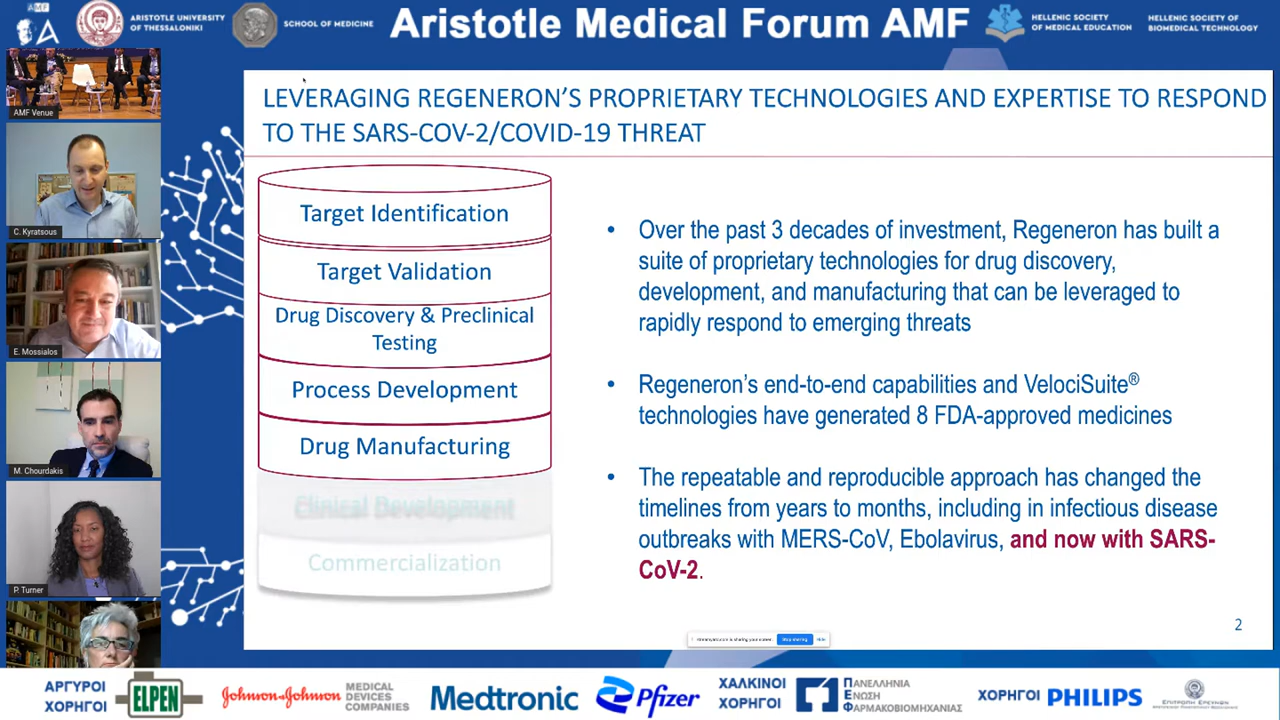 AMF
ARISTOTLE UNIVERSITY
OF THESSALONIKI
SCHOOL OF MEDICINE
Aristotle Medical Forum AMF
HELLENIC SOCIETY
OF MEDICAL EDUCATION
HELLENIC SOCIETY OF
BIOMEDICAL TECHNOLOGY
AMF Venue
C. Kyratsous
E. Mossialos
M. Chourdakis
P. Turner
LEVERAGING REGENERON'S PROPRIETARY TECHNOLOGIES AND EXPERTISE TO RESPOND
TO THE SARS-COV-2/COVID-19 THREAT
Target Identification
Target Validation
Drug Discovery & Preclinical
Testing
Process Development
Drug Manufacturing
Clinical Development
Commercialization
• Over the past 3 decades of investment, Regeneron has built a
suite of proprietary technologies for drug discovery,
development, and manufacturing that can be leveraged to
rapidly respond to emerging threats
• Regeneron's end-to-end capabilities and VelociSuite®
technologies have generated 8 FDA-approved medicines
• The repeatable and reproducible approach has changed the
timelines from years to months, including in infectious disease
outbreaks with MERS-CoV, Ebolavirus, and now with SARS-
CoV-2.
2
Stop sharing
Hide
ΑΡΓΥΡΟΙ
ΧΟΡΗΓΟΙ
ELPEN
Johnson & Johnson
MEDICAL
DEVICES
COMPANIES
Medtronic
Pfizer
ΧΑΛΚΙΝΟΙ
ΧΟΡΗΓΟΙ
ΠΑΝΕΛΛΗΝΙΑ
ΕΝΩΣΗ
ΦΑΡΜΑΚΟΒΙΟΜΗΧΑΝΙΑΣ
ΧΟΡΗΓΟΙ
PHILIPS
ΕΠΙΤΡΟΠΗ ΕΡΕΥΝΩΝ